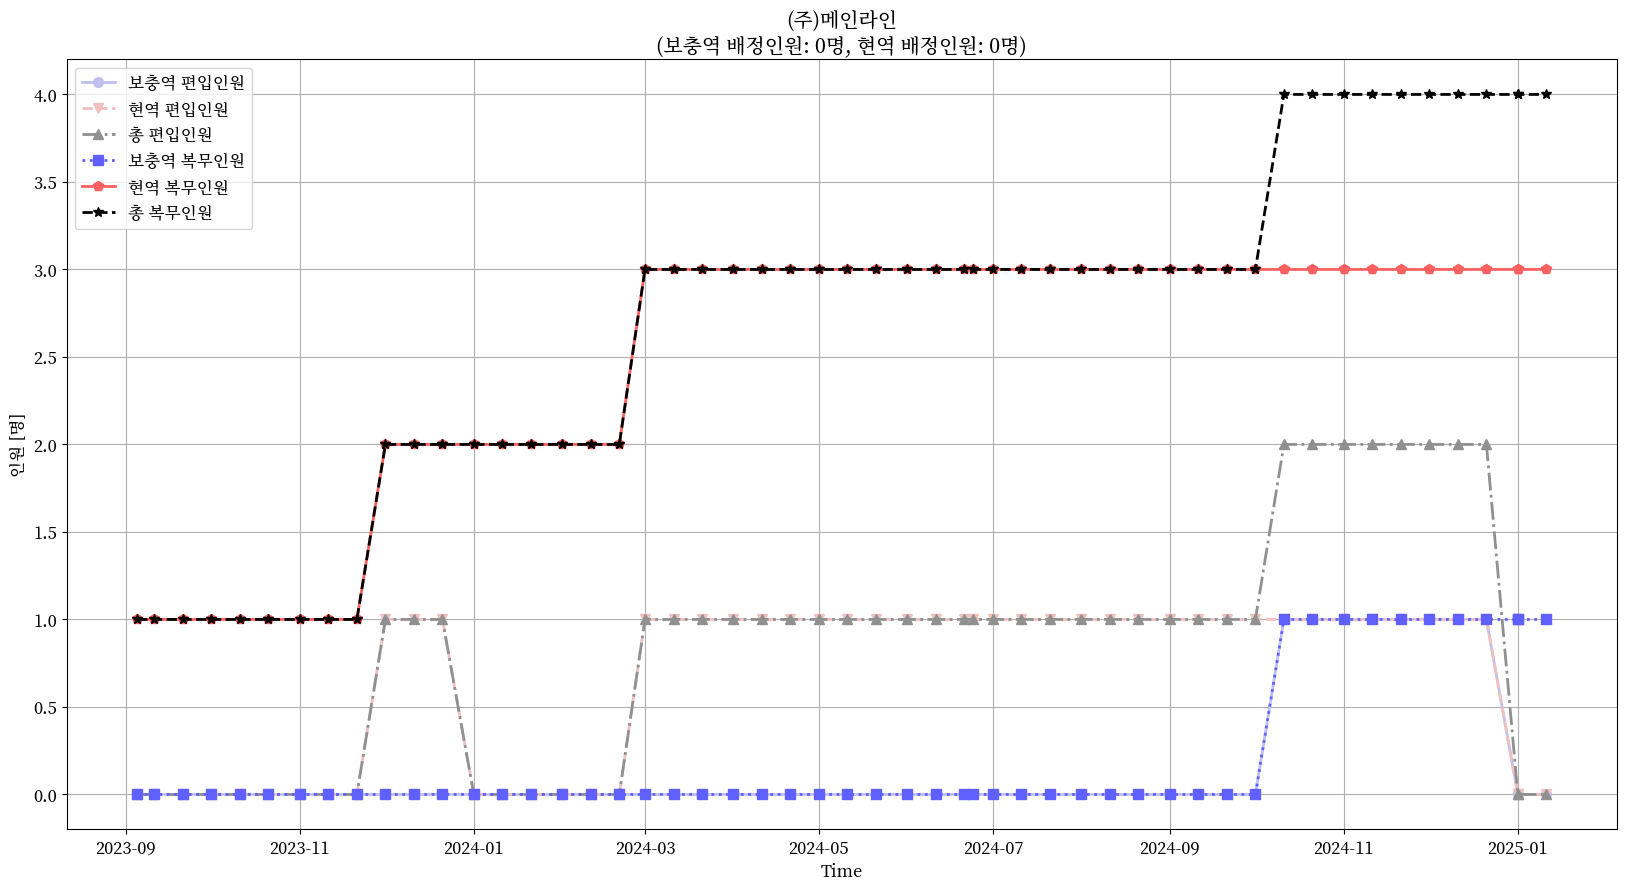 (주)메인라인
(보충역 배정인원: 0명, 현역 배정인원: 0명)
보충역 편입인원
현역 편입인원
총 편입인원
보충역 복무인원
현역 복무인원
총 복무인원
4.0
3.5
3.0
2.5
2.0
1.5
1.0
0.5
0.0
인원 [명]
2023-09
2023-11
2024-01
2024-03
2024-05
2024-07
2024-09
2024-11
2025-01
Time